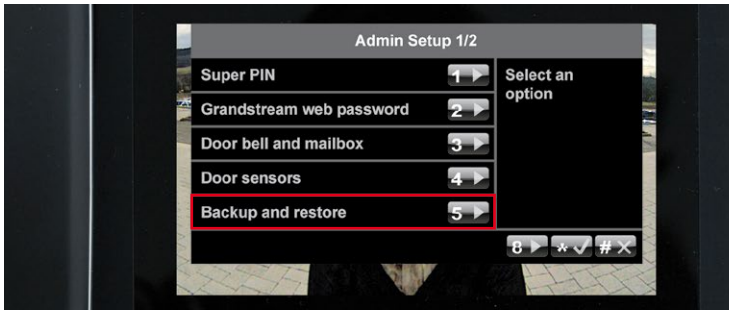 Admin Setup 1/2
Super PIN 1
Grandstream web password 2
Door bell and mailbox 3
Door sensors 4
Backup and restore 5
Select an
option
8 * #